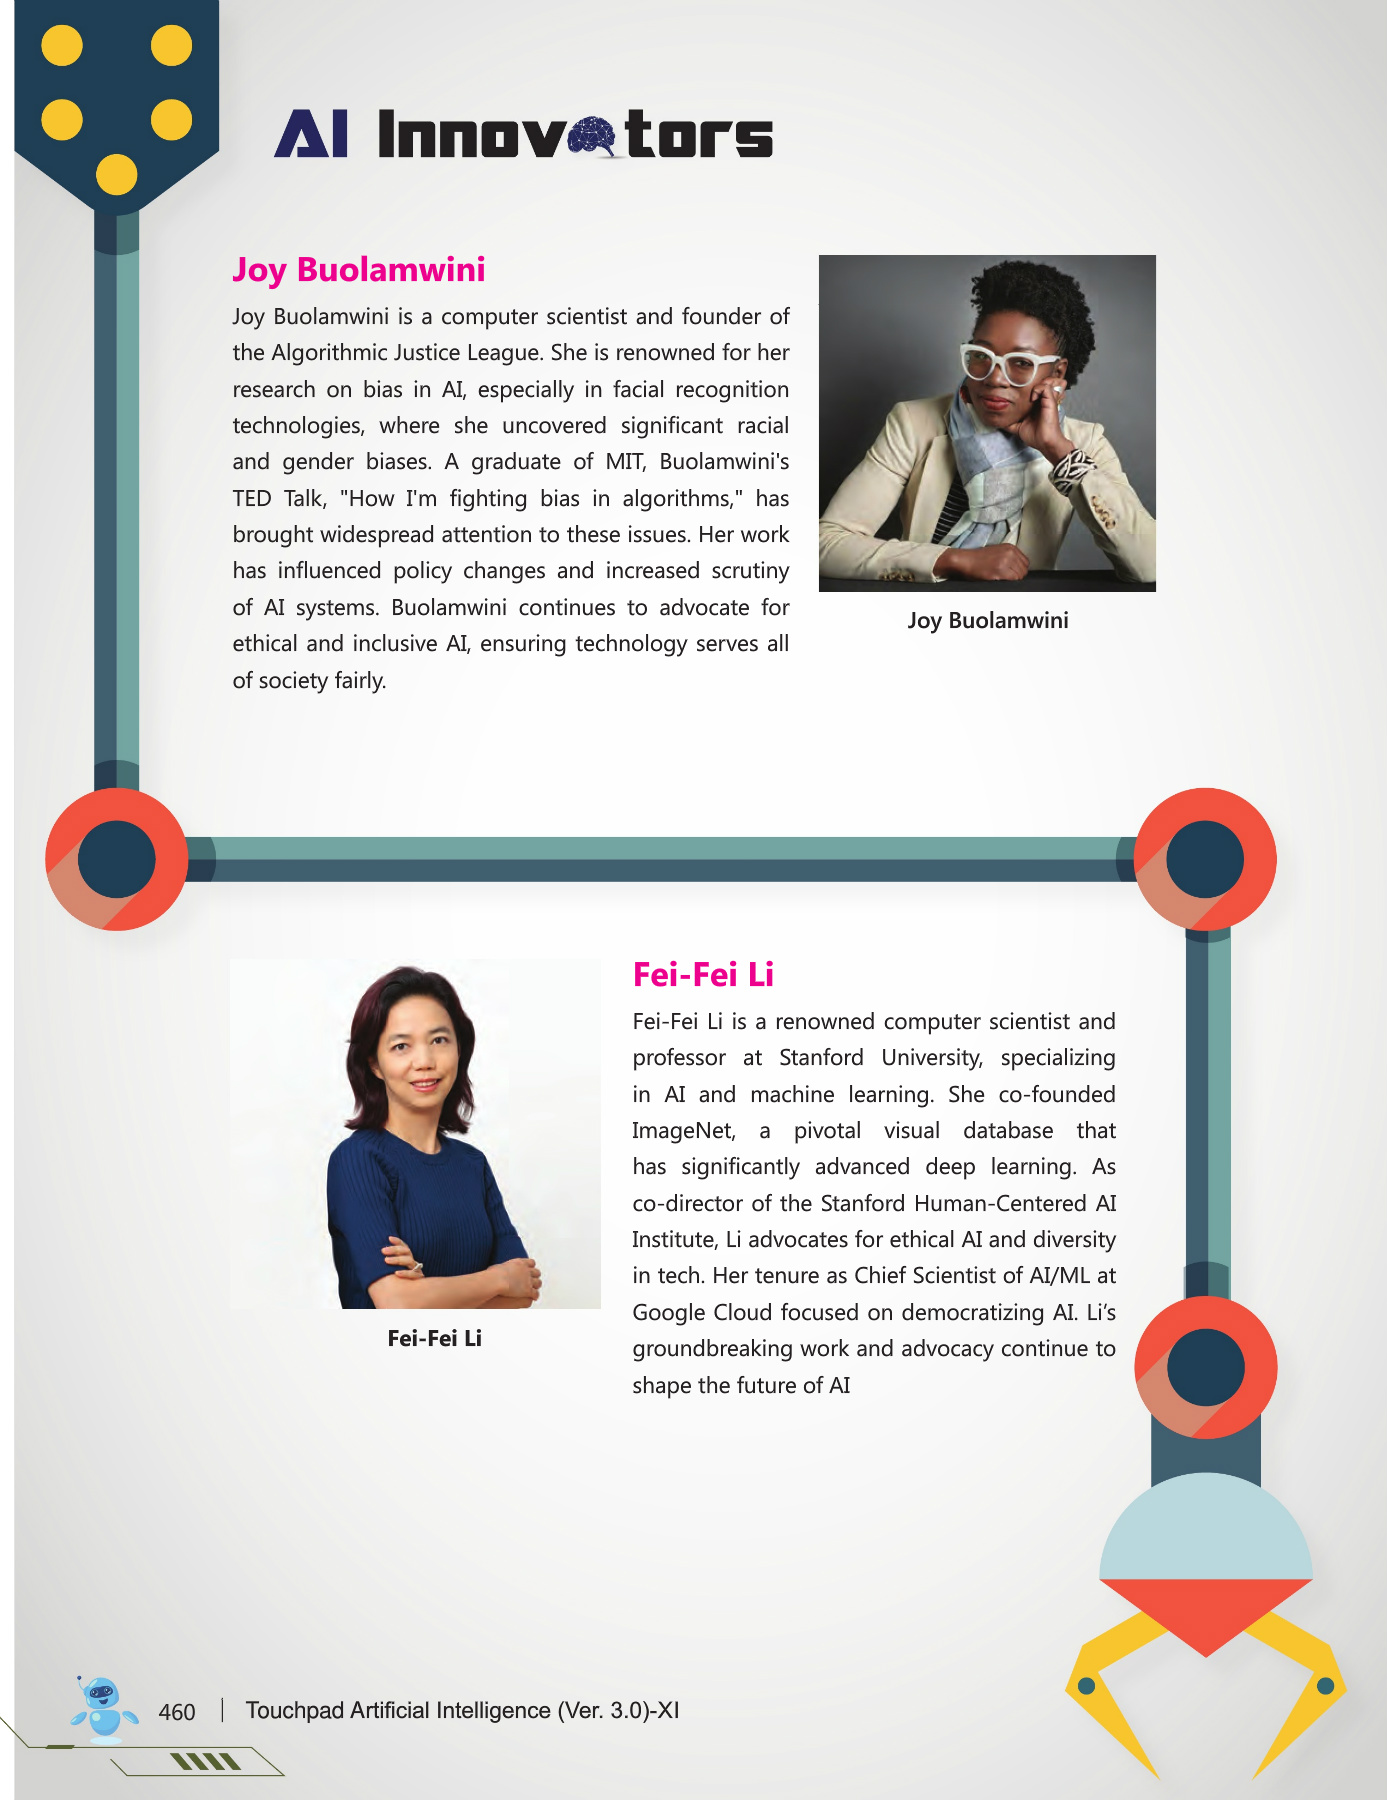 AI Innovators
Joy Buolamwini
Joy Buolamwini is a computer scientist and founder of
the Algorithmic Justice League. She is renowned for her
research on bias in AI, especially in facial recognition
technologies, where she uncovered significant racial
and gender biases. A graduate of MIT, Buolamwini's
TED Talk, "How I'm fighting bias in algorithms," has
brought widespread attention to these issues. Her work
has influenced policy changes and increased scrutiny
of AI systems. Buolamwini continues to advocate for
ethical and inclusive AI, ensuring technology serves all
of society fairly.
Joy Buolamwini
Fei-Fei Li
Fei-Fei Li is a renowned computer scientist and
professor at Stanford University, specializing
in AI and machine learning. She co-founded
ImageNet, a pivotal visual database that
has significantly advanced deep learning. As
co-director of the Stanford Human-Centered AI
Institute, Li advocates for ethical AI and diversity
in tech. Her tenure as Chief Scientist of AI/ML at
Google Cloud focused on democratizing AI. Li’s
groundbreaking work and advocacy continue to
shape the future of AI
Fei-Fei Li
460 | Touchpad Artificial Intelligence (Ver. 3.0)-XI